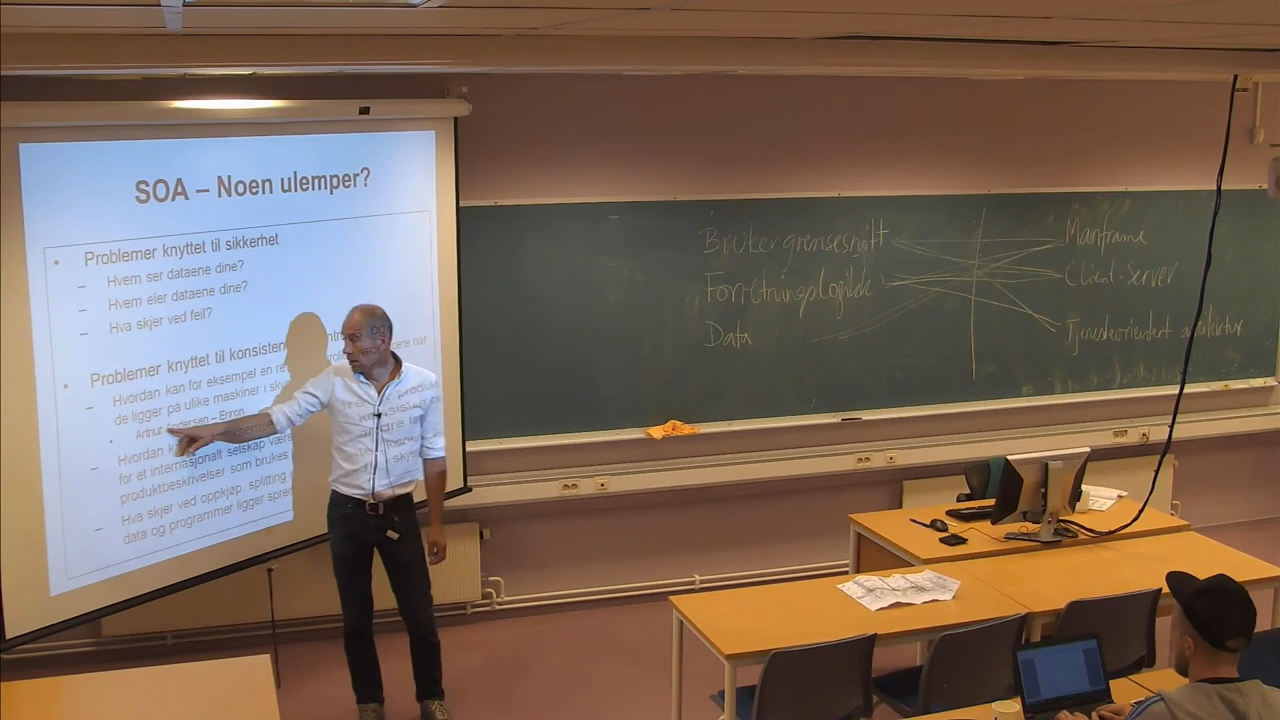 SOA – Noen ulemper?
• Problemer knyttet til sikkerhet
– Hvem ser dataene dine?
– Hvem eier dataene dine?
– Hva skjer ved feil?
• Problemer knyttet til
– Hvordan kan for eksempel en
de ligger på ulike maskiner i
• Arthur Andersen – Enron
– Hvordan
for et internasjonalt selskap være
produktbeskrivelser som brukes
– Hva skjer ved oppkjøp, splitting
data og programmer ligger
Bruker grensesnitt
Forretningslogikk
Data
Mainframe
Client-Server
Tjenesteorientert arkitektur